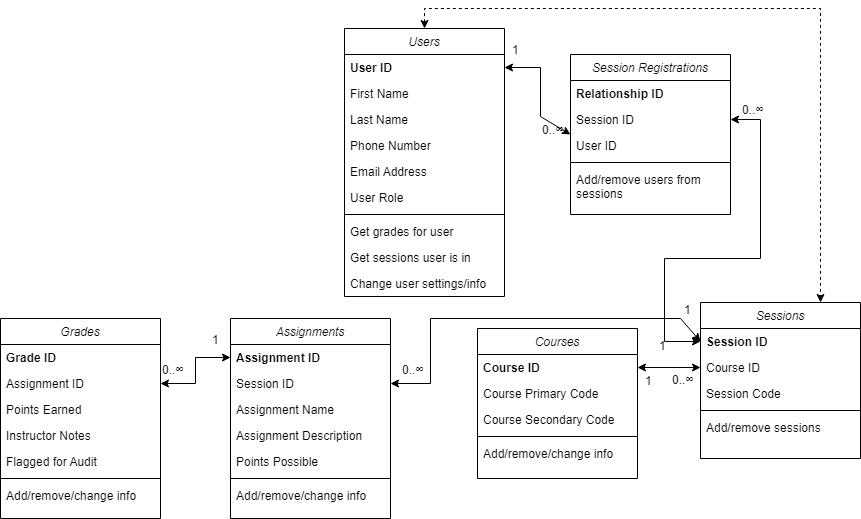 Users
User ID
First Name
Last Name
Phone Number
Email Address
User Role
Get grades for user
Get sessions user is in
Change user settings/info
1
0..∞
Session Registrations
Relationship ID
Session ID
User ID
Add/remove users from
sessions
0..∞
1
Grades
Grade ID
Assignment ID
Points Earned
Instructor Notes
Flagged for Audit
Add/remove/change info
1
0..∞
Assignments
Assignment ID
Session ID
Assignment Name
Assignment Description
Points Possible
Add/remove/change info
0..∞
1
Courses
Course ID
Course Primary Code
Course Secondary Code
Add/remove/change info
1
0..∞
Sessions
Session ID
Course ID
Session Code
Add/remove sessions